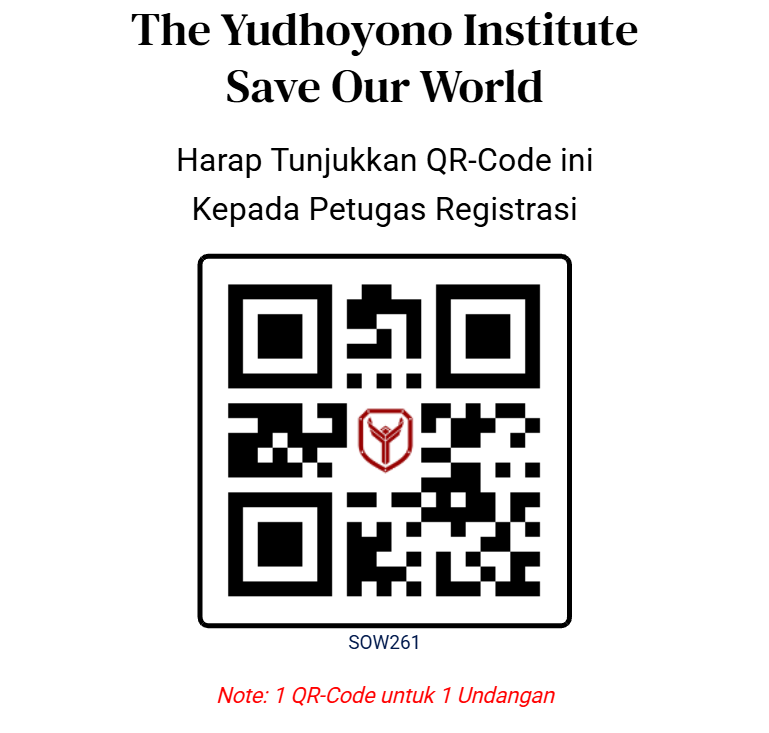 The Yudhoyono Institute
Save Our World
Harap Tunjukkan QR-Code ini
Kepada Petugas Registrasi
SOW261
Note: 1 QR-Code untuk 1 Undangan